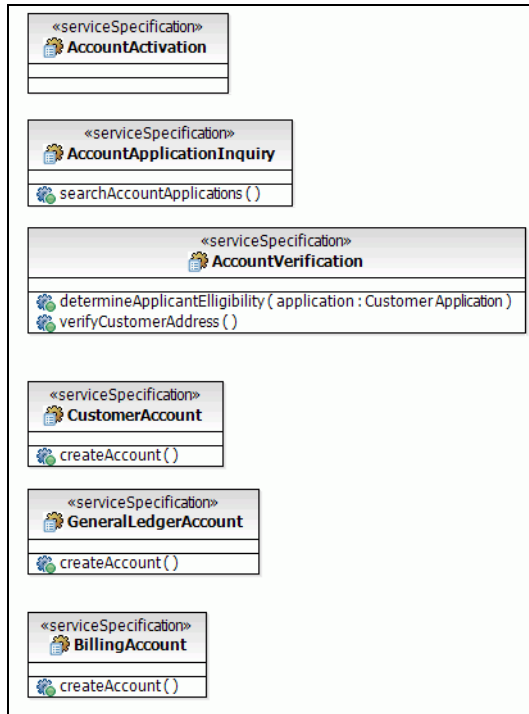 «serviceSpecification»
AccountActivation
«serviceSpecification»
AccountApplicationInquiry
searchAccountApplications ( )
«serviceSpecification»
AccountVerification
determineApplicantElligibility ( application : Customer Application )
verifyCustomerAddress ( )
«serviceSpecification»
CustomerAccount
createAccount ( )
«serviceSpecification»
GeneralLedgerAccount
createAccount ( )
«serviceSpecification»
BillingAccount
createAccount ( )